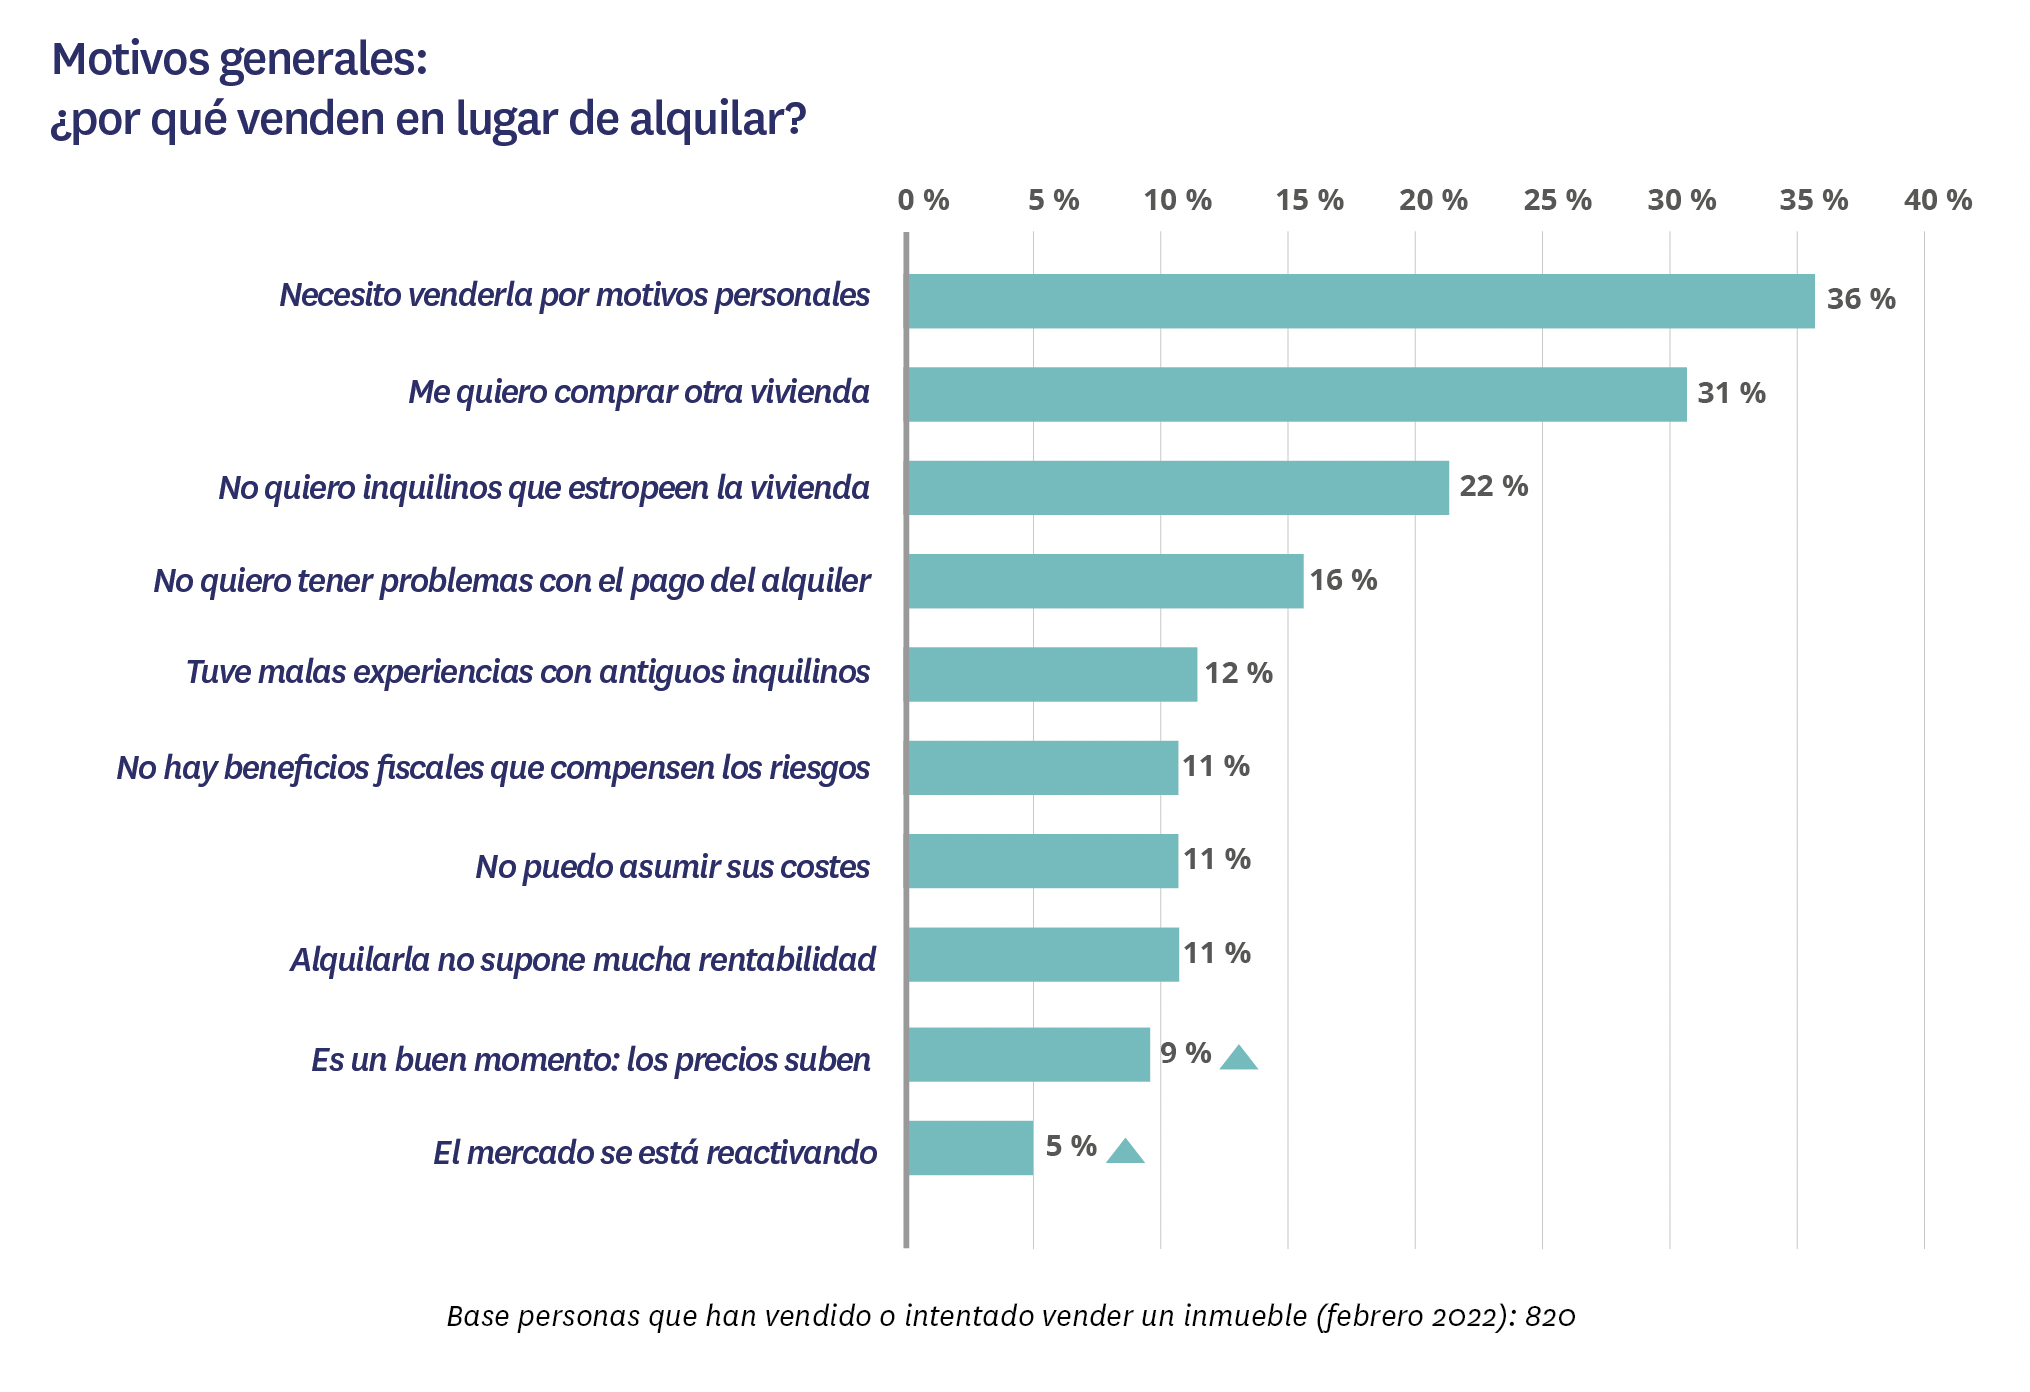 Motivos generales:
¿por qué venden en lugar de alquilar?
0 % 5 % 10 % 15 % 20 % 25 % 30 % 35 % 40 %
Necesito venderla por motivos personales 36 %
Me quiero comprar otra vivienda 31 %
No quiero inquilinos que estropeen la vivienda 22 %
No quiero tener problemas con el pago del alquiler 16 %
Tuve malas experiencias con antiguos inquilinos 12 %
No hay beneficios fiscales que compensen los riesgos 11 %
No puedo asumir sus costes 11 %
Alquilarla no supone mucha rentabilidad 11 %
Es un buen momento: los precios suben 9 %
El mercado se está reactivando 5 %
Base personas que han vendido o intentado vender un inmueble (febrero 2022): 820